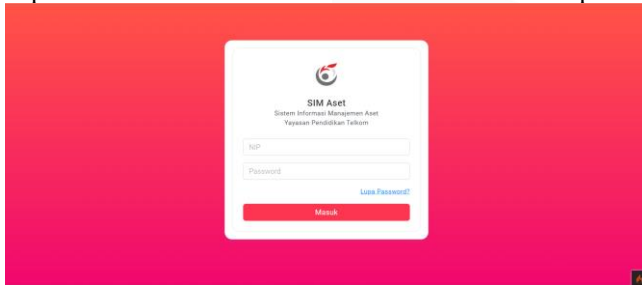 SIM Aset
Sistem Informasi Manajemen Aset
Yayasan Pendidikan Telkom
NIP
Password
Lupa Password?
Masuk